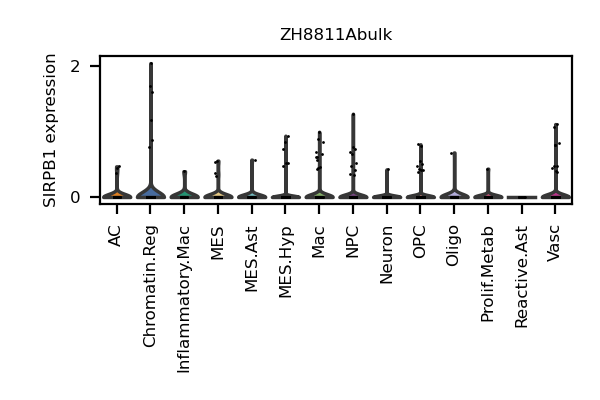 ZH8811Abulk
SIRPB1 expression
2
0
AC
Chromatin.Reg
Inflammatory.Mac
MES
MES.Ast
MES.Hyp
Mac
NPC
Neuron
OPC
Oligo
Prolif.Metab
Reactive.Ast
Vasc